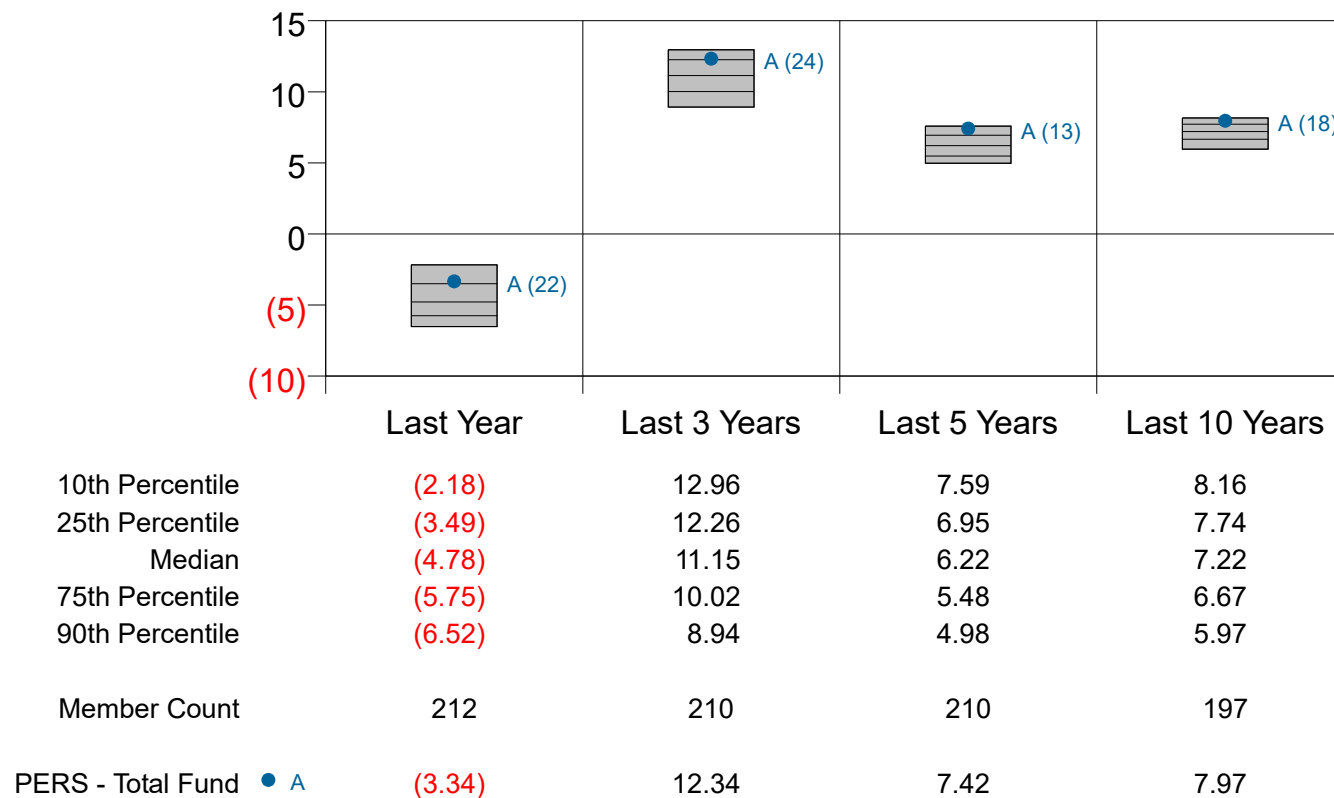 15
10
5
0
(5)
(10)
A (24)
A (13)
A (18)
A (22)
Last Year Last 3 Years Last 5 Years Last 10 Years
10th Percentile (2.18) 12.96 7.59 8.16
25th Percentile (3.49) 12.26 6.95 7.74
Median (4.78) 11.15 6.22 7.22
75th Percentile (5.75) 10.02 5.48 6.67
90th Percentile (6.52) 8.94 4.98 5.97
Member Count 212 210 210 197
PERS - Total Fund A (3.34) 12.34 7.42 7.97